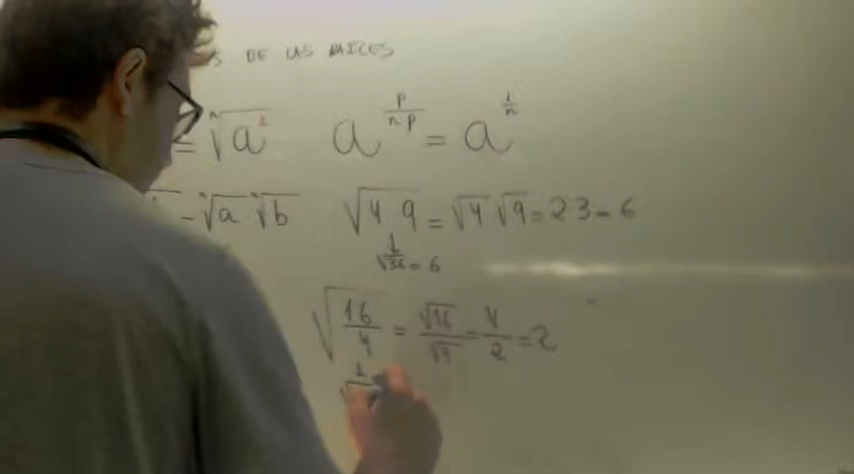 DE LAS RAICES
= ⁿ√a¹ a^(p/np) = a^(1/n)
= ⁿ√a ⁿ√b √4 9 = √4 √9 = 2 3 = 6
√36 = 6
√(16/4) = √16/√4 = 4/2 = 2